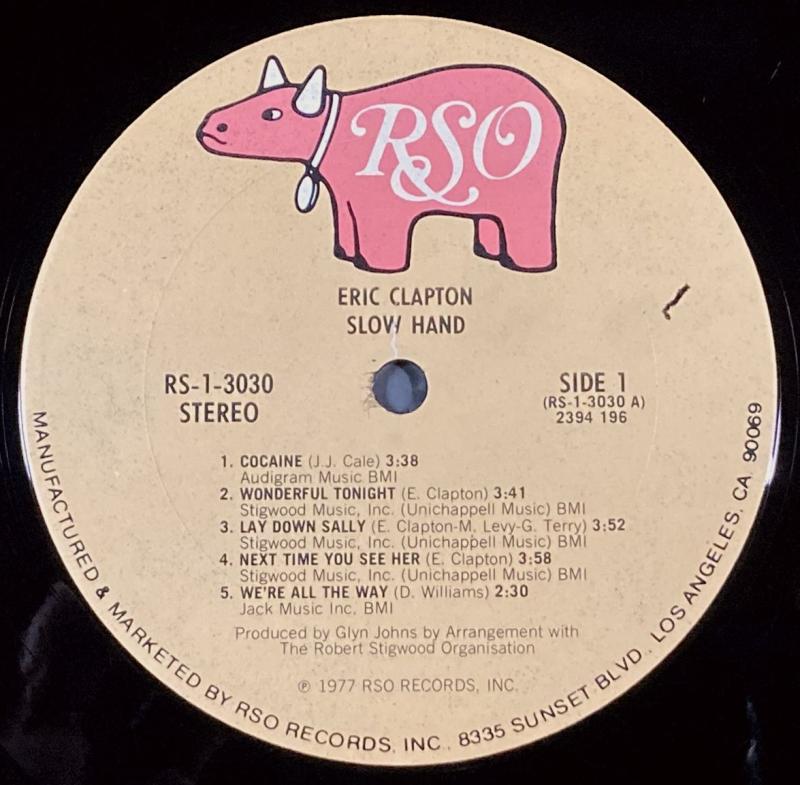 RSO
ERIC CLAPTON
SLOW HAND
RS-1-3030
STEREO
SIDE 1
(RS-1-3030 A)
2394 196
1. COCAINE (J.J. Cale) 3:38
Audigram Music BMI
2. WONDERFUL TONIGHT (E. Clapton) 3:41
Stigwood Music, Inc. (Unichappell Music) BMI
3. LAY DOWN SALLY (E. Clapton-M. Levy-G. Terry) 3:52
Stigwood Music, Inc. (Unichappell Music) BMI
4. NEXT TIME YOU SEE HER (E. Clapton) 3:58
Stigwood Music, Inc. (Unichappell Music) BMI
5. WE'RE ALL THE WAY (D. Williams) 2:30
Jack Music Inc. BMI
Produced by Glyn Johns by Arrangement with
The Robert Stigwood Organisation
℗ 1977 RSO RECORDS, INC.
MANUFACTURED & MARKETED BY RSO RECORDS, INC., 8335 SUNSET BLVD., LOS ANGELES, CA. 90069